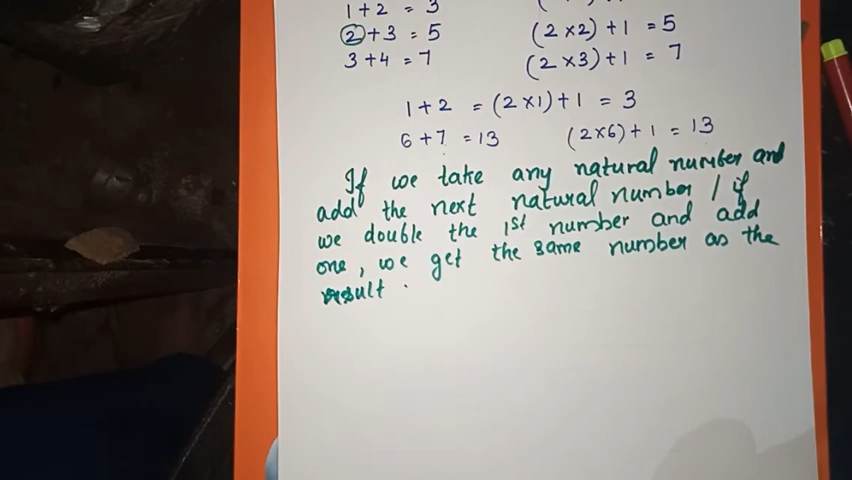 1 + 2 = 3
2 + 3 = 5 (2 × 2) + 1 = 5
3 + 4 = 7 (2 × 3) + 1 = 7
1 + 2 = (2 × 1) + 1 = 3
6 + 7 = 13 (2 × 6) + 1 = 13
If we take any natural number and
add the next natural number / if
we double the 1st number and add
one, we get the same number as the
result.